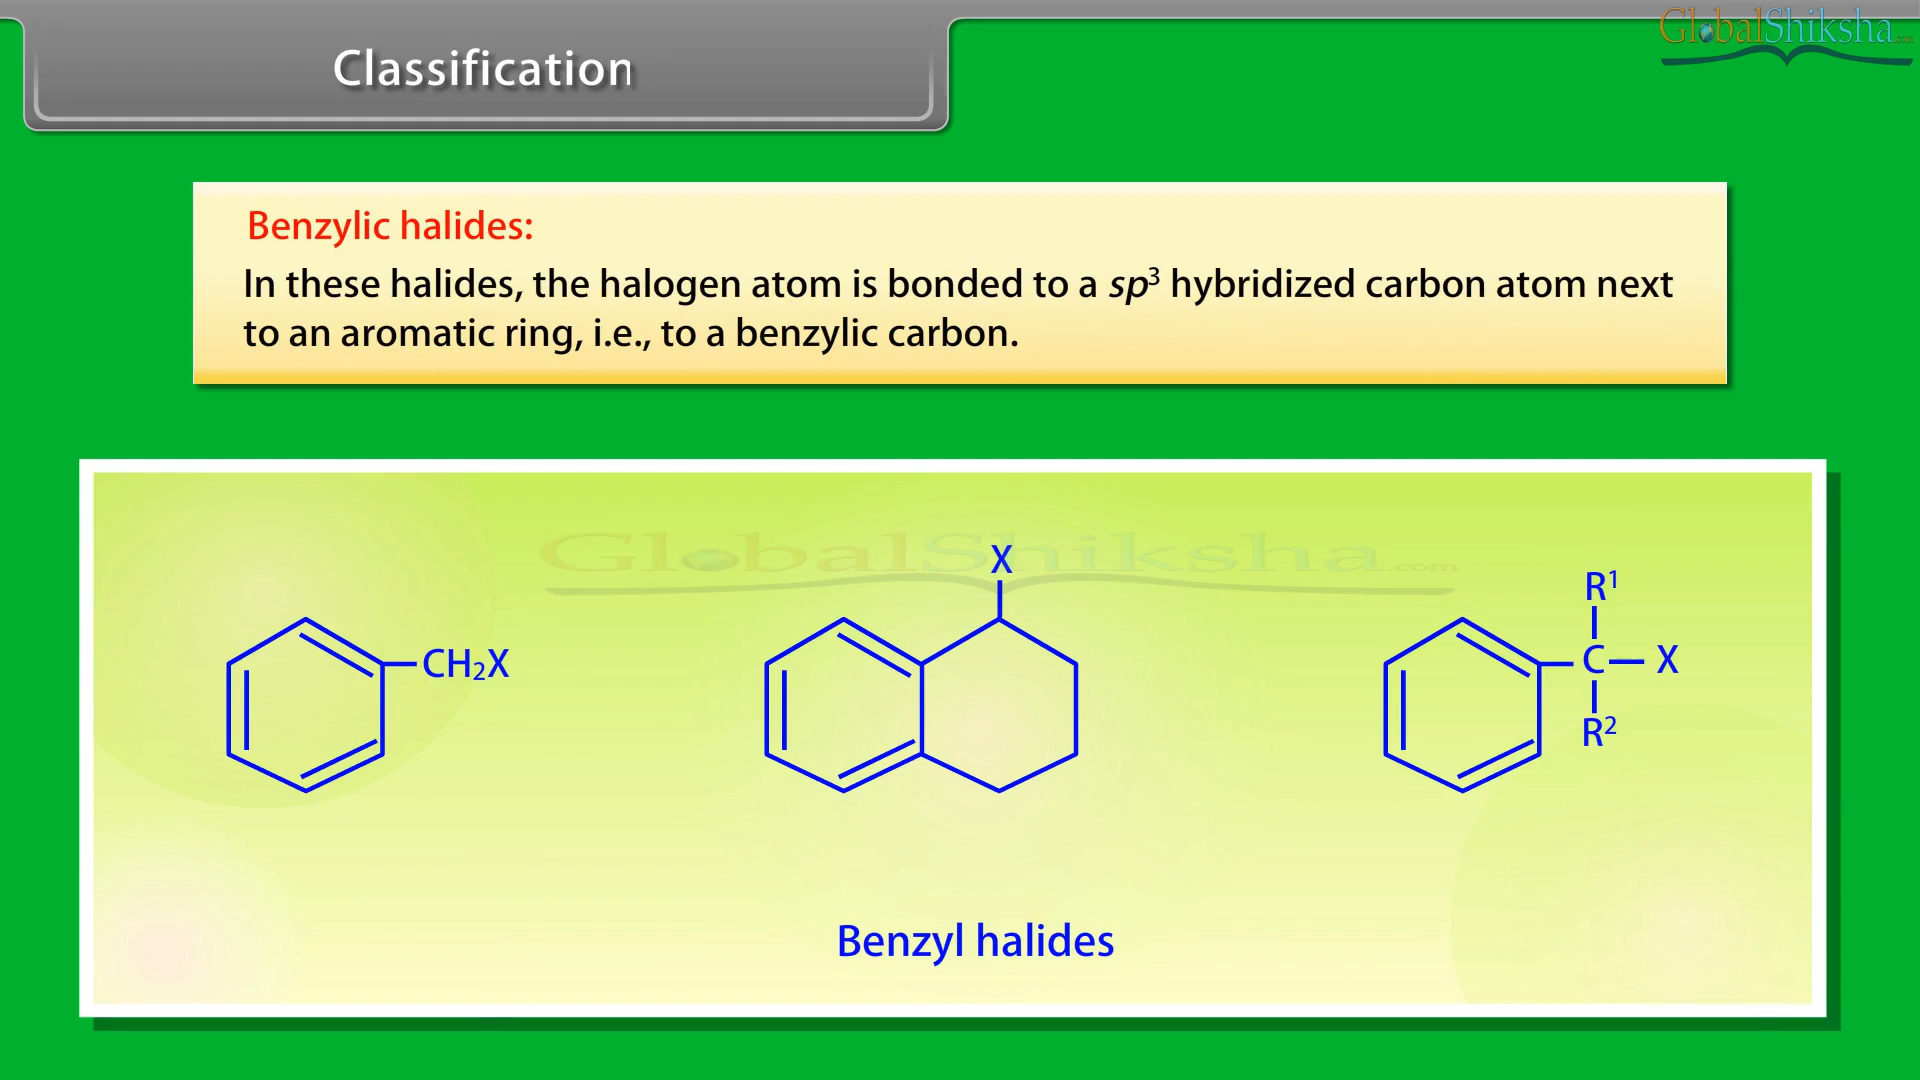 Classification
GlobalShiksha.com
Benzylic halides:
In these halides, the halogen atom is bonded to a sp³ hybridized carbon atom next
to an aromatic ring, i.e., to a benzylic carbon.
GlobalShiksha.com
X
R¹
CH₂X
C X
R²
Benzyl halides